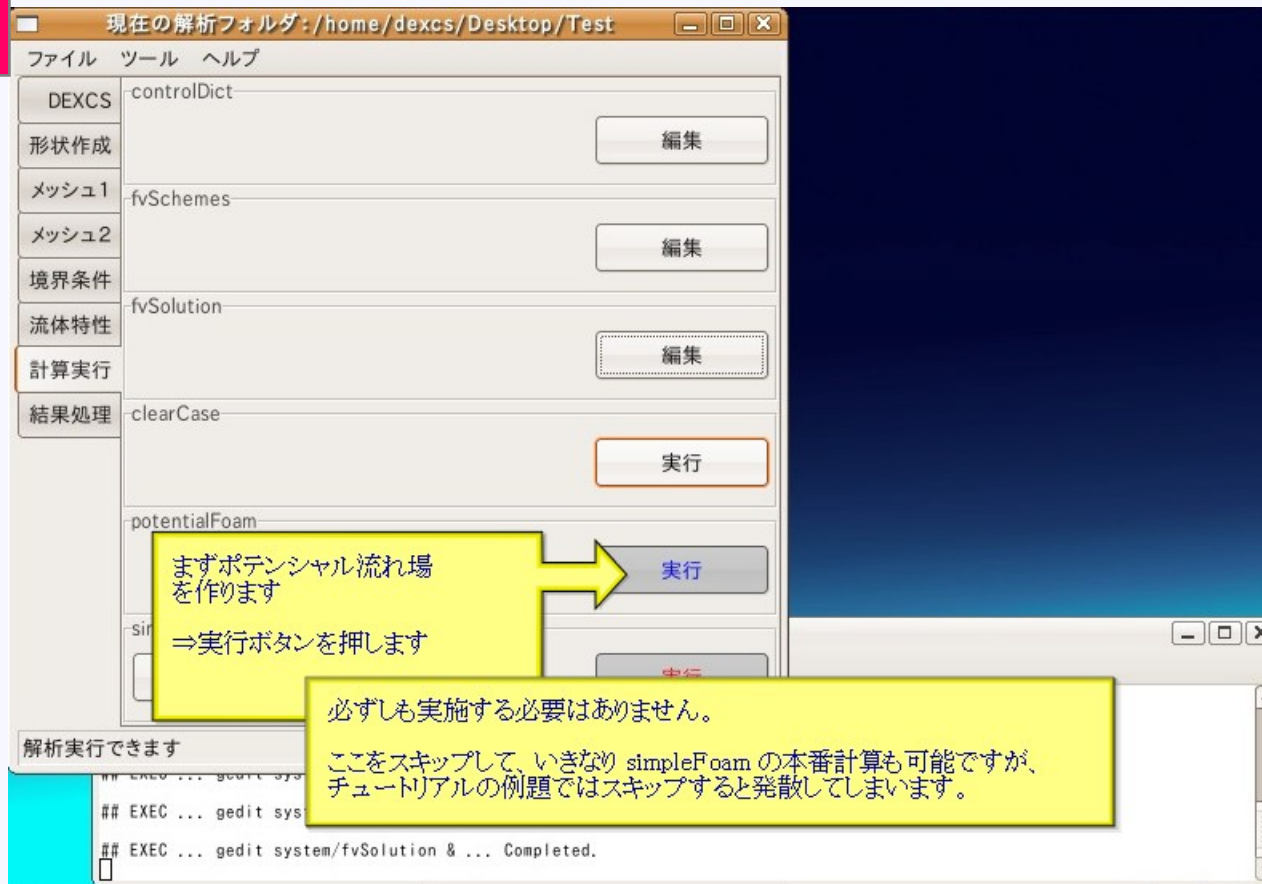 現在の解析フォルダ:/home/dexcs/Desktop/Test
ファイル ツール ヘルプ
DEXCS
形状作成
メッシュ1
メッシュ2
境界条件
流体特性
計算実行
結果処理
controlDict
編集
fvSchemes
編集
fvSolution
編集
clearCase
実行
potentialFoam
実行
まずポテンシャル流れ場
を作ります
⇒実行ボタンを押します
実行
必ずしも実施する必要はありません。
ここをスキップして、いきなり simpleFoam の本番計算も可能ですが、
チュートリアルの例題ではスキップすると発散してしまいます。
解析実行できます
## EXEC ... gedit sys
## EXEC ... gedit sys
## EXEC ... gedit system/fvSolution & ... Completed.